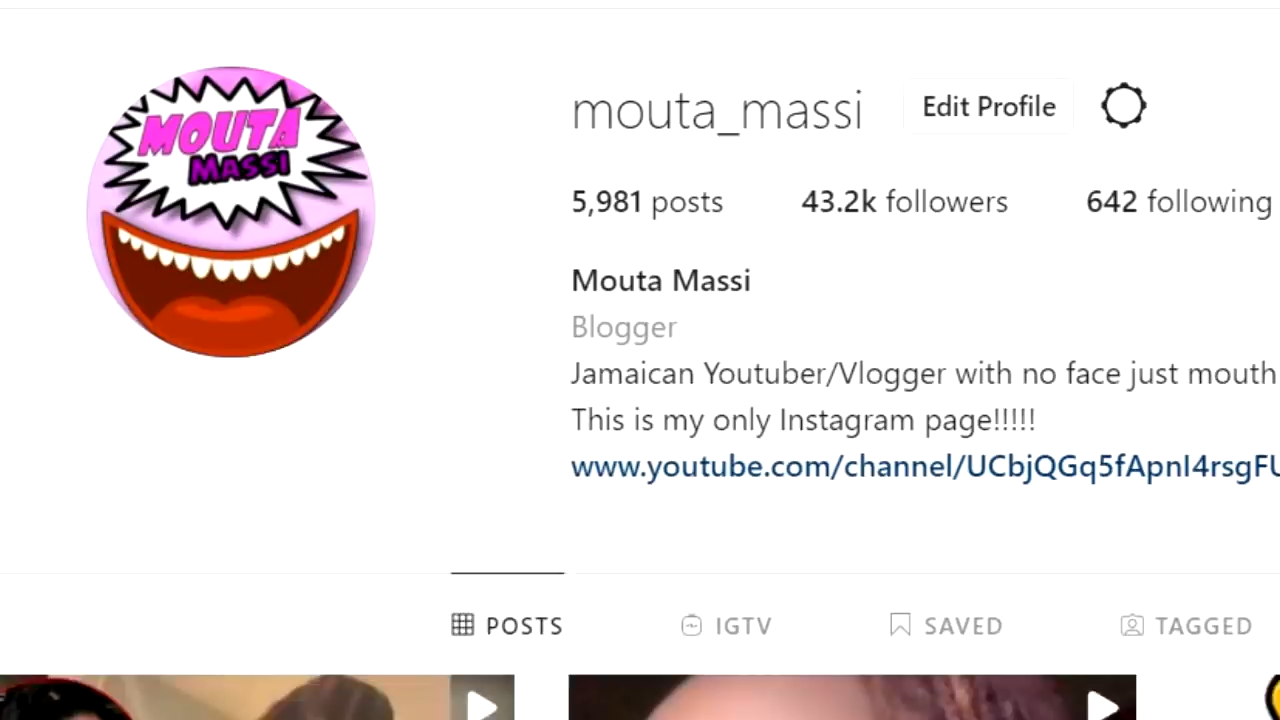 MOUTA
MASSI
mouta_massi Edit Profile
5,981 posts 43.2k followers 642 following
Mouta Massi
Blogger
Jamaican Youtuber/Vlogger with no face just mouth
This is my only Instagram page!!!!!
www.youtube.com/channel/UCbjQGq5fApnI4rsgFU
POSTS IGTV SAVED TAGGED